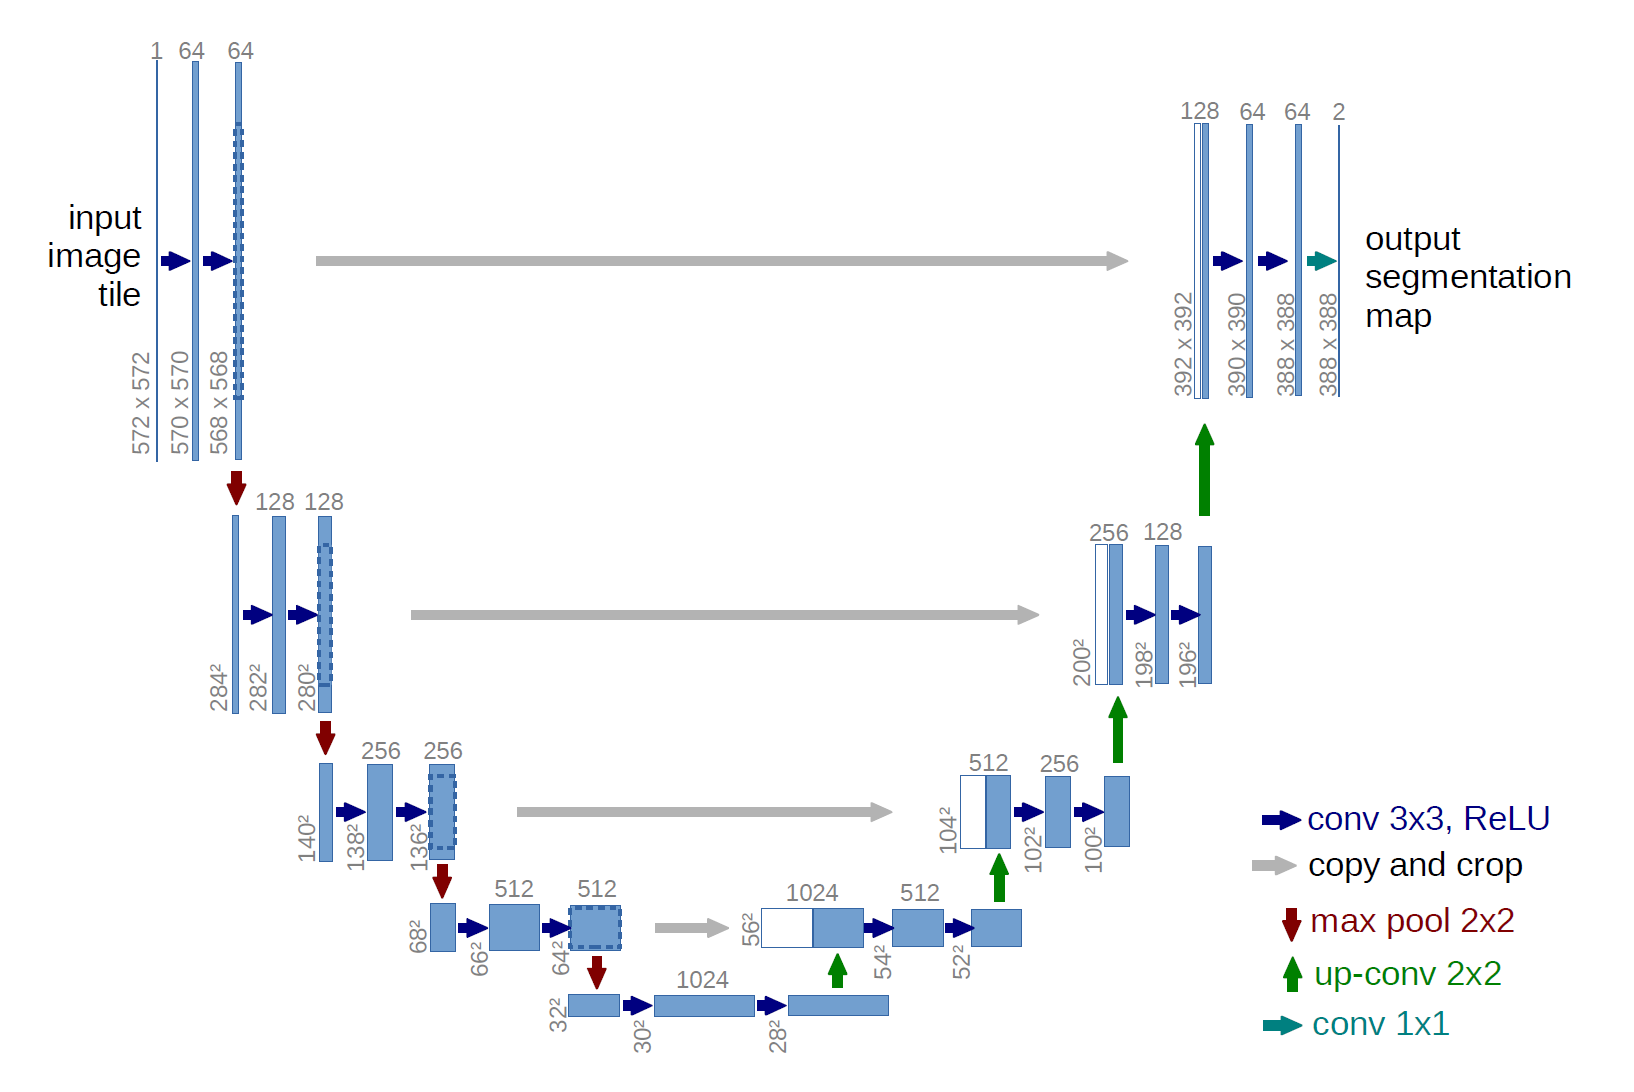 1 64 64
input
image
tile
572 x 572
570 x 570
568 x 568
128 64 64 2
392 x 392
390 x 390
388 x 388
388 x 388
output
segmentation
map
128 128
284²
282²
280²
256 128
200²
198²
196²
256 256
140²
138²
136²
512 256
104²
102²
100²
512 512
68²
66²
64²
1024 512
56²
54²
52²
1024
32²
30²
28²
conv 3x3, ReLU
copy and crop
max pool 2x2
up-conv 2x2
conv 1x1